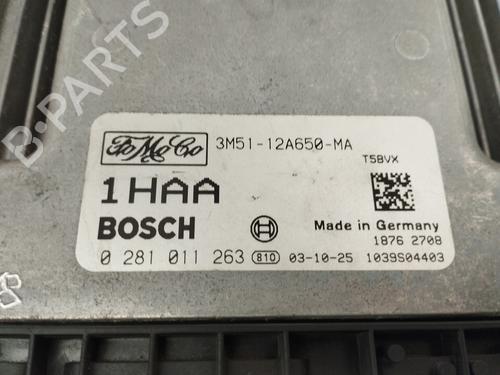 B-PARTS
FoMoCo 3M51-12A650-MA
T5BVX
1HAA
BOSCH Made in Germany
1876 2708
0 281 011 263 810 03-10-25 1039S04403